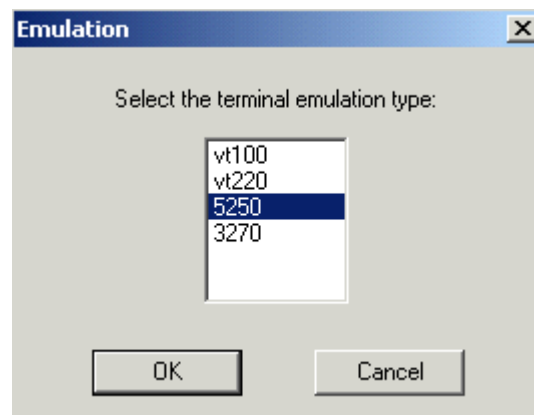 Emulation
Select the terminal emulation type:
vt100
vt220
5250
3270
OK Cancel